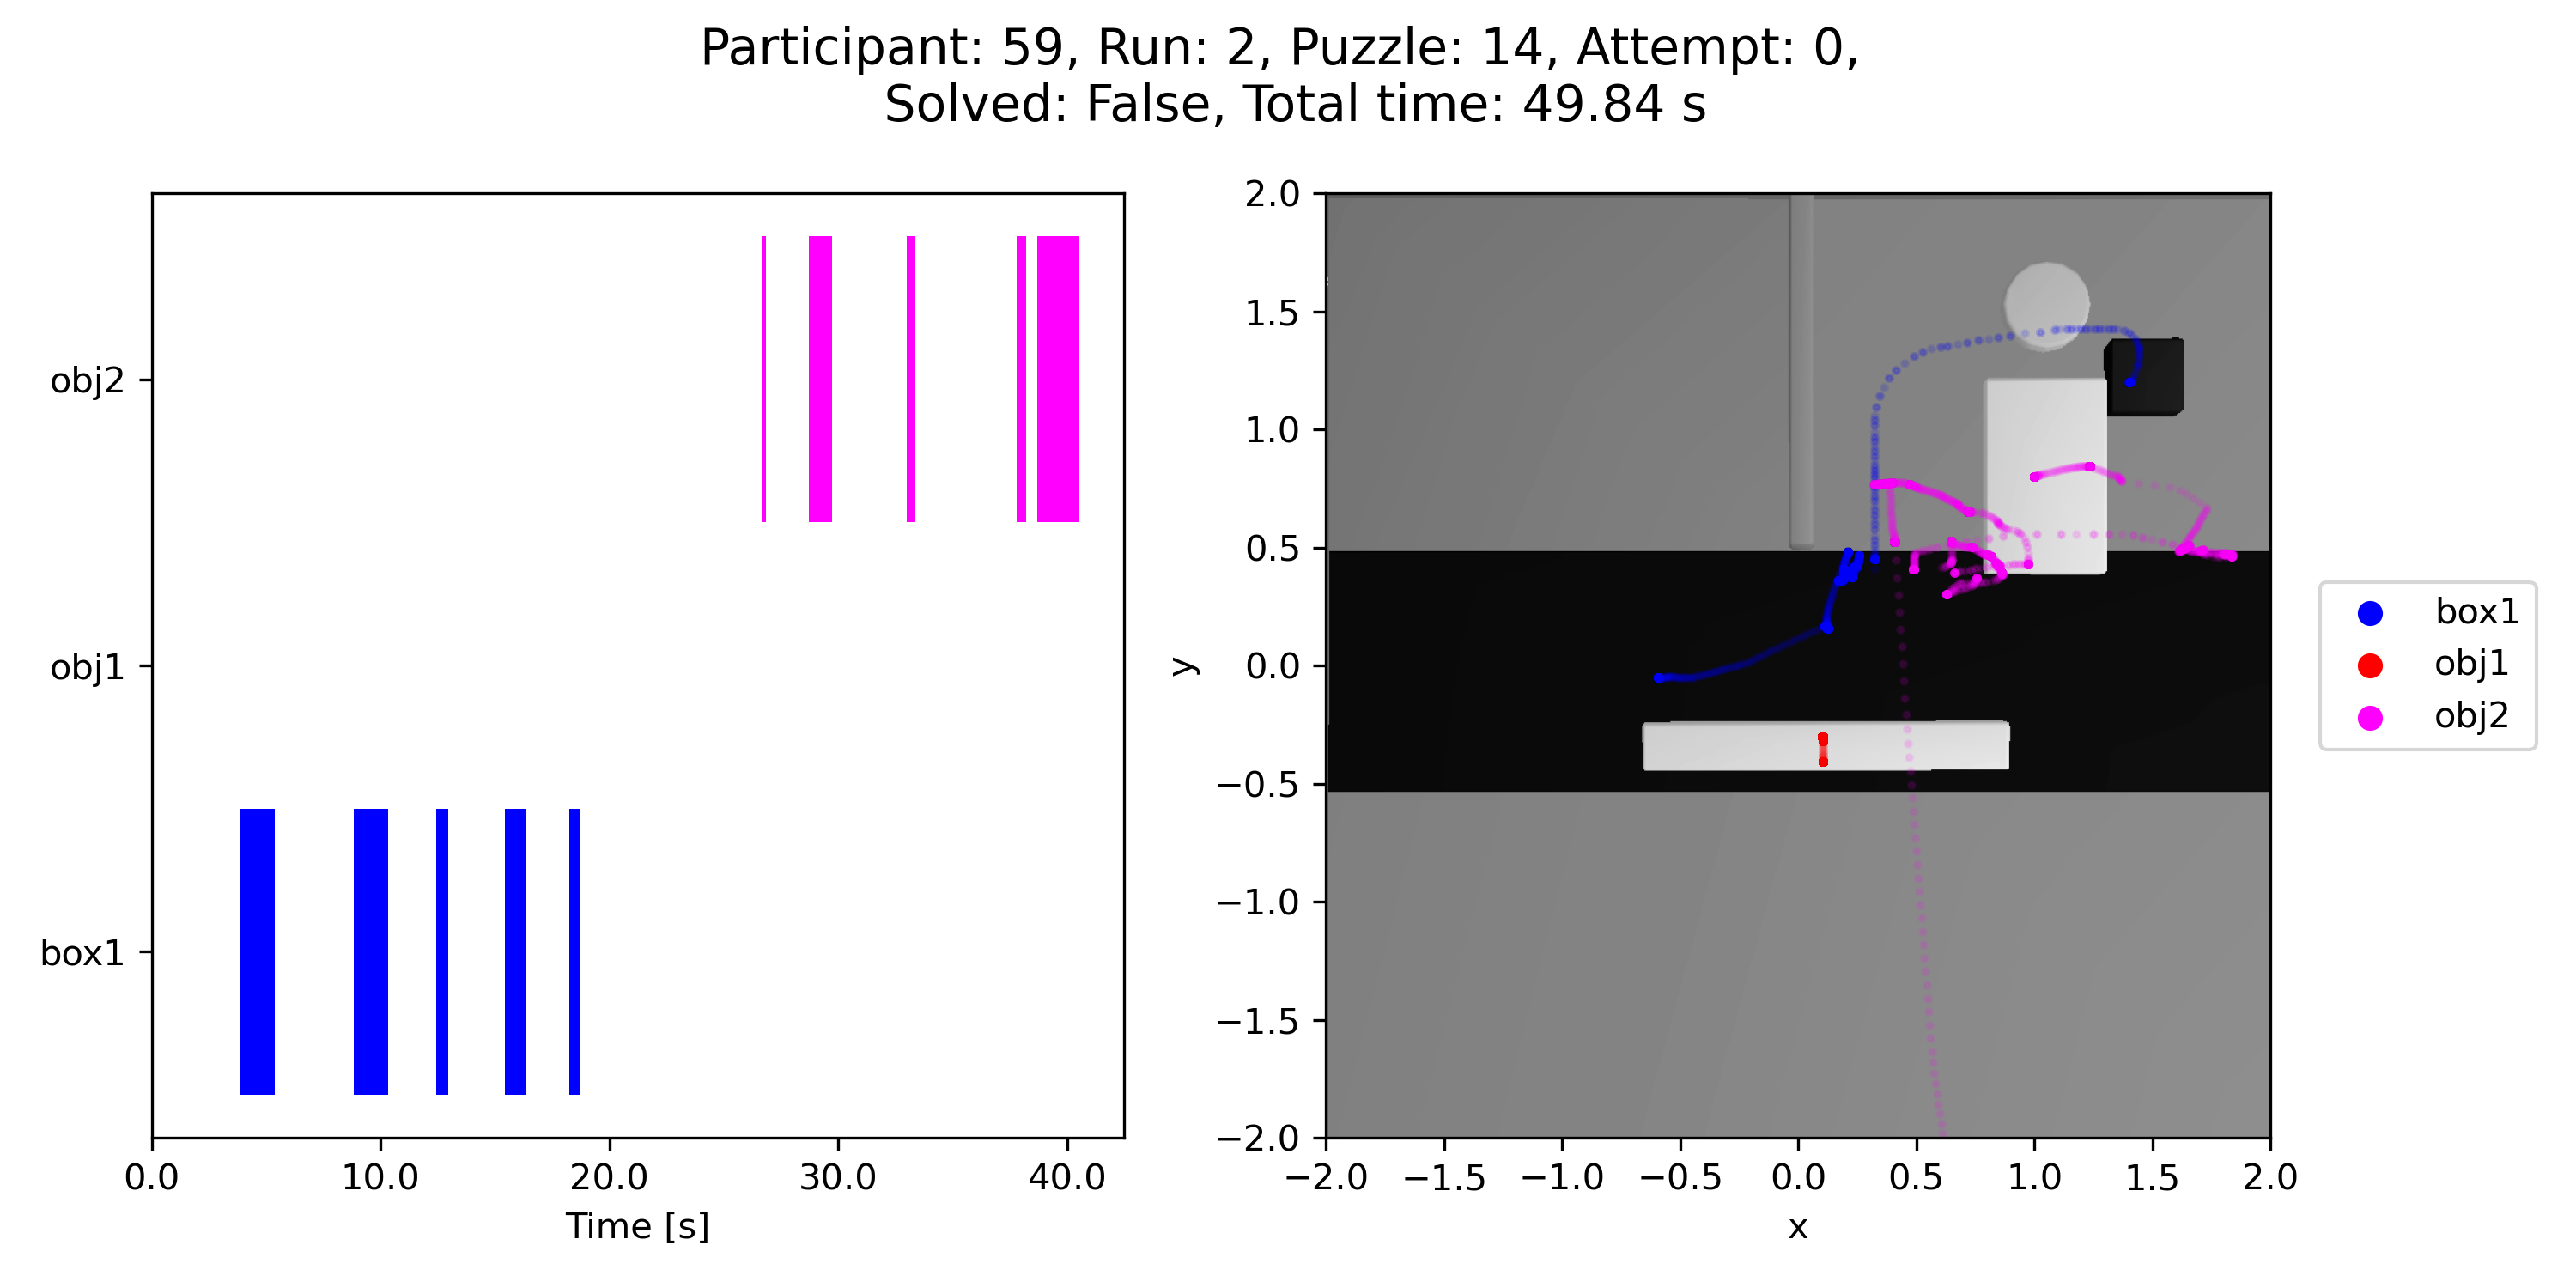 Participant: 59, Run: 2, Puzzle: 14, Attempt: 0,
Solved: False, Total time: 49.84 s
obj2
obj1
box1
0.0 10.0 20.0 30.0 40.0
Time [s]
2.0
1.5
1.0
0.5
0.0
−0.5
−1.0
−1.5
−2.0
y
−2.0 −1.5 −1.0 −0.5 0.0 0.5 1.0 1.5 2.0
x
box1
obj1
obj2